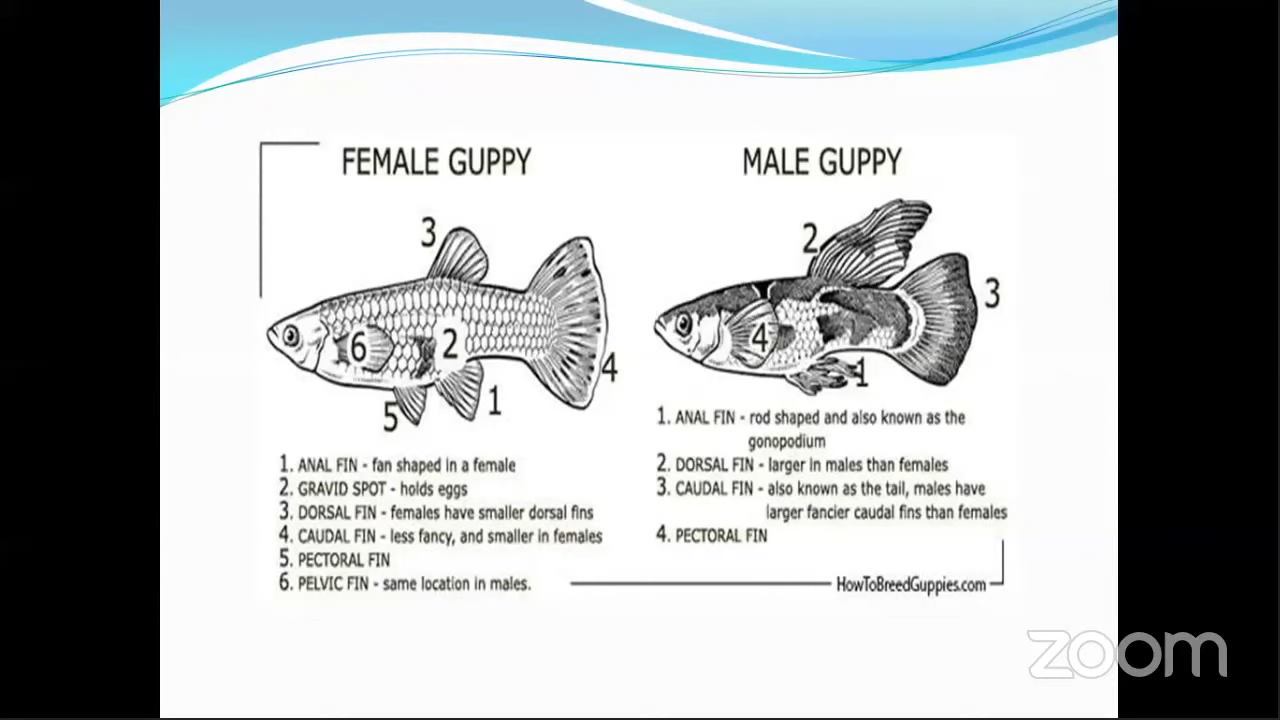 FEMALE GUPPY
3
6
2
4
5
1
1. ANAL FIN - fan shaped in a female
2. GRAVID SPOT - holds eggs
3. DORSAL FIN - females have smaller dorsal fins
4. CAUDAL FIN - less fancy, and smaller in females
5. PECTORAL FIN
6. PELVIC FIN - same location in males.
MALE GUPPY
2
3
4
1
1. ANAL FIN - rod shaped and also known as the
gonopodium
2. DORSAL FIN - larger in males than females
3. CAUDAL FIN - also known as the tail, males have
larger fancier caudal fins than females
4. PECTORAL FIN
HowToBreedGuppies.com
zoom